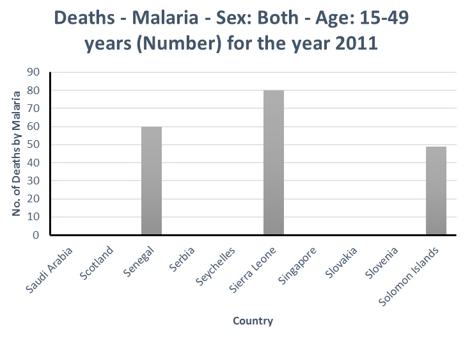 Deaths - Malaria - Sex: Both - Age: 15-49
years (Number) for the year 2011
No. of Deaths by Malaria
90
80
70
60
50
40
30
20
10
0
Saudi Arabia
Scotland
Senegal
Serbia
Seychelles
Sierra Leone
Singapore
Slovakia
Slovenia
Solomon Islands
Country